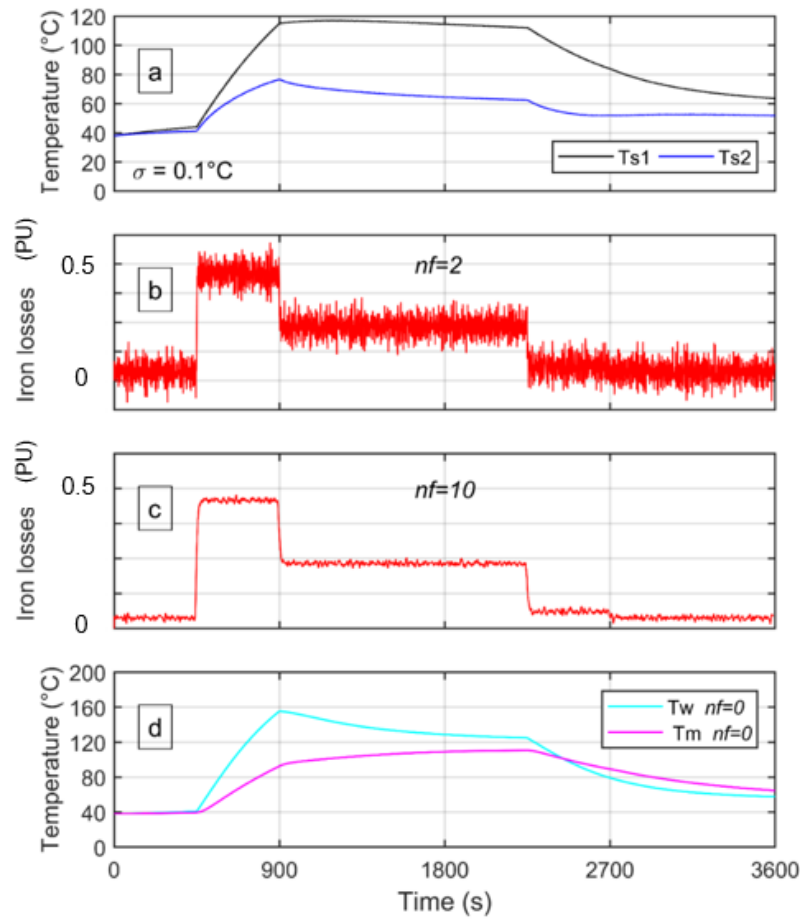 120
100
80
60
40
20
0
Temperature (°C)
a
σ = 0.1°C
Ts1 Ts2
Iron losses (PU)
0.5
0
b
nf=2
Iron losses (PU)
0.5
0
c
nf=10
Temperature (°C)
200
160
120
80
40
0
d
Tw nf=0
Tm nf=0
0 900 1800 2700 3600
Time (s)